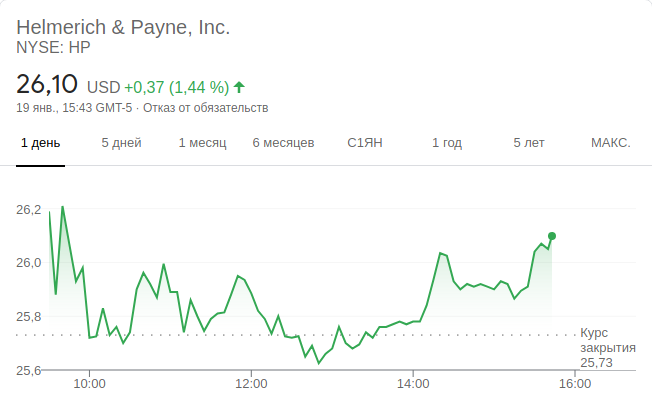 Helmerich & Payne, Inc.
NYSE: HP
26,10 USD +0,37 (1,44 %)
19 янв., 15:43 GMT-5 · Отказ от обязательств
1 день 5 дней 1 месяц 6 месяцев С1ЯН 1 год 5 лет МАКС.
26,2
26,0
25,8
Курс
закрытия
25,73
25,6
10:00 12:00 14:00 16:00